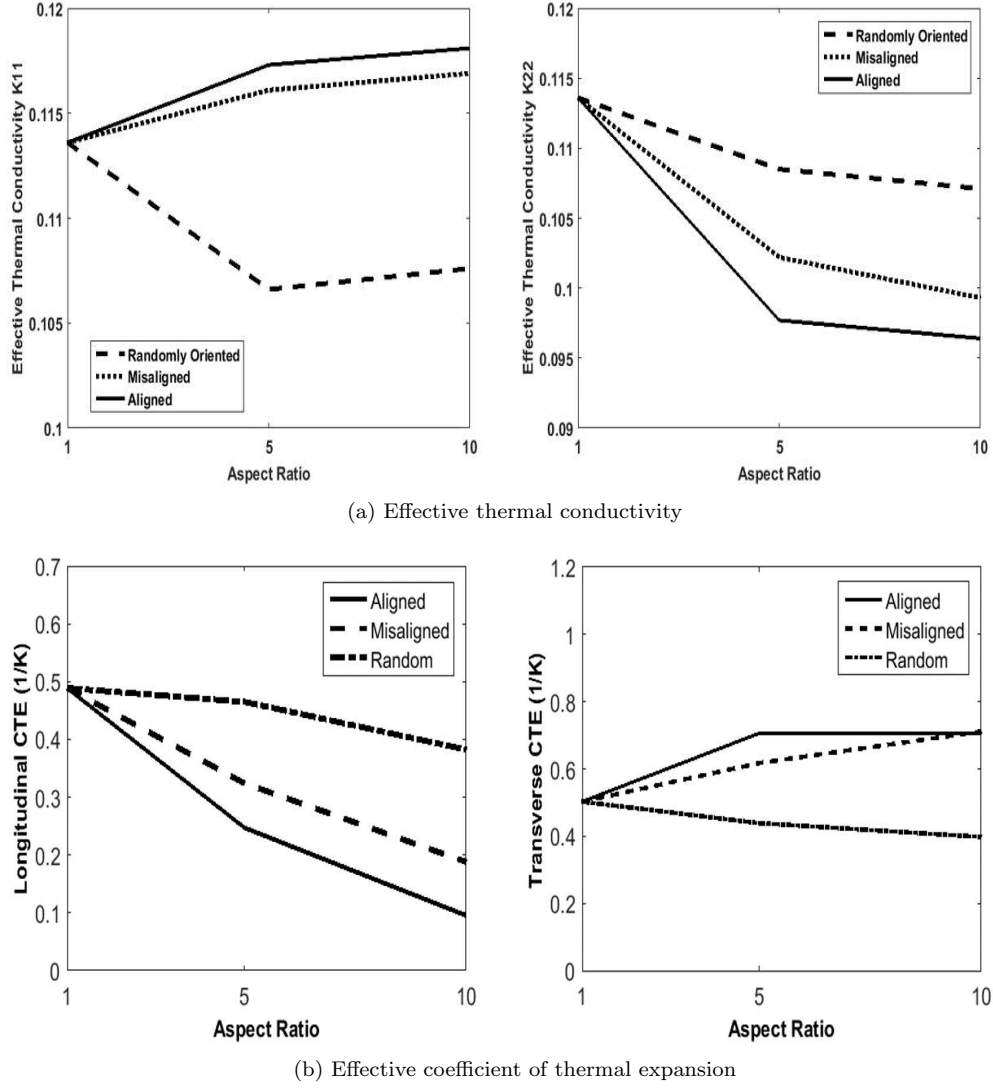 Effective Thermal Conductivity K11
0.12
0.115
0.11
0.105
0.1
Randomly Oriented
Misaligned
Aligned
1 5 10
Aspect Ratio
Effective Thermal Conductivity K22
0.12
0.115
0.11
0.105
0.1
0.095
0.09
Randomly Oriented
Misaligned
Aligned
1 5 10
Aspect Ratio
(a) Effective thermal conductivity
Longitudinal CTE (1/K)
0.7
0.6
0.5
0.4
0.3
0.2
0.1
0
Aligned
Misaligned
Random
1 5 10
Aspect Ratio
Transverse CTE (1/K)
1.2
1
0.8
0.6
0.4
0.2
0
Aligned
Misaligned
Random
1 5 10
Aspect Ratio
(b) Effective coefficient of thermal expansion